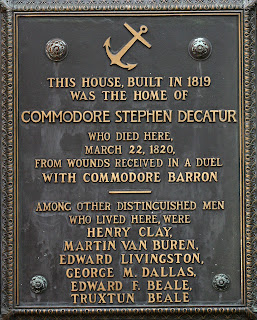 THIS HOUSE, BUILT IN 1819
WAS THE HOME OF
COMMODORE STEPHEN DECATUR
WHO DIED HERE,
MARCH 22, 1820,
FROM WOUNDS RECEIVED IN A DUEL
WITH COMMODORE BARRON
AMONG OTHER DISTINGUISHED MEN
WHO LIVED HERE, WERE
HENRY CLAY,
MARTIN VAN BUREN,
EDWARD LIVINGSTON,
GEORGE M. DALLAS,
EDWARD F. BEALE,
TRUXTUN BEALE